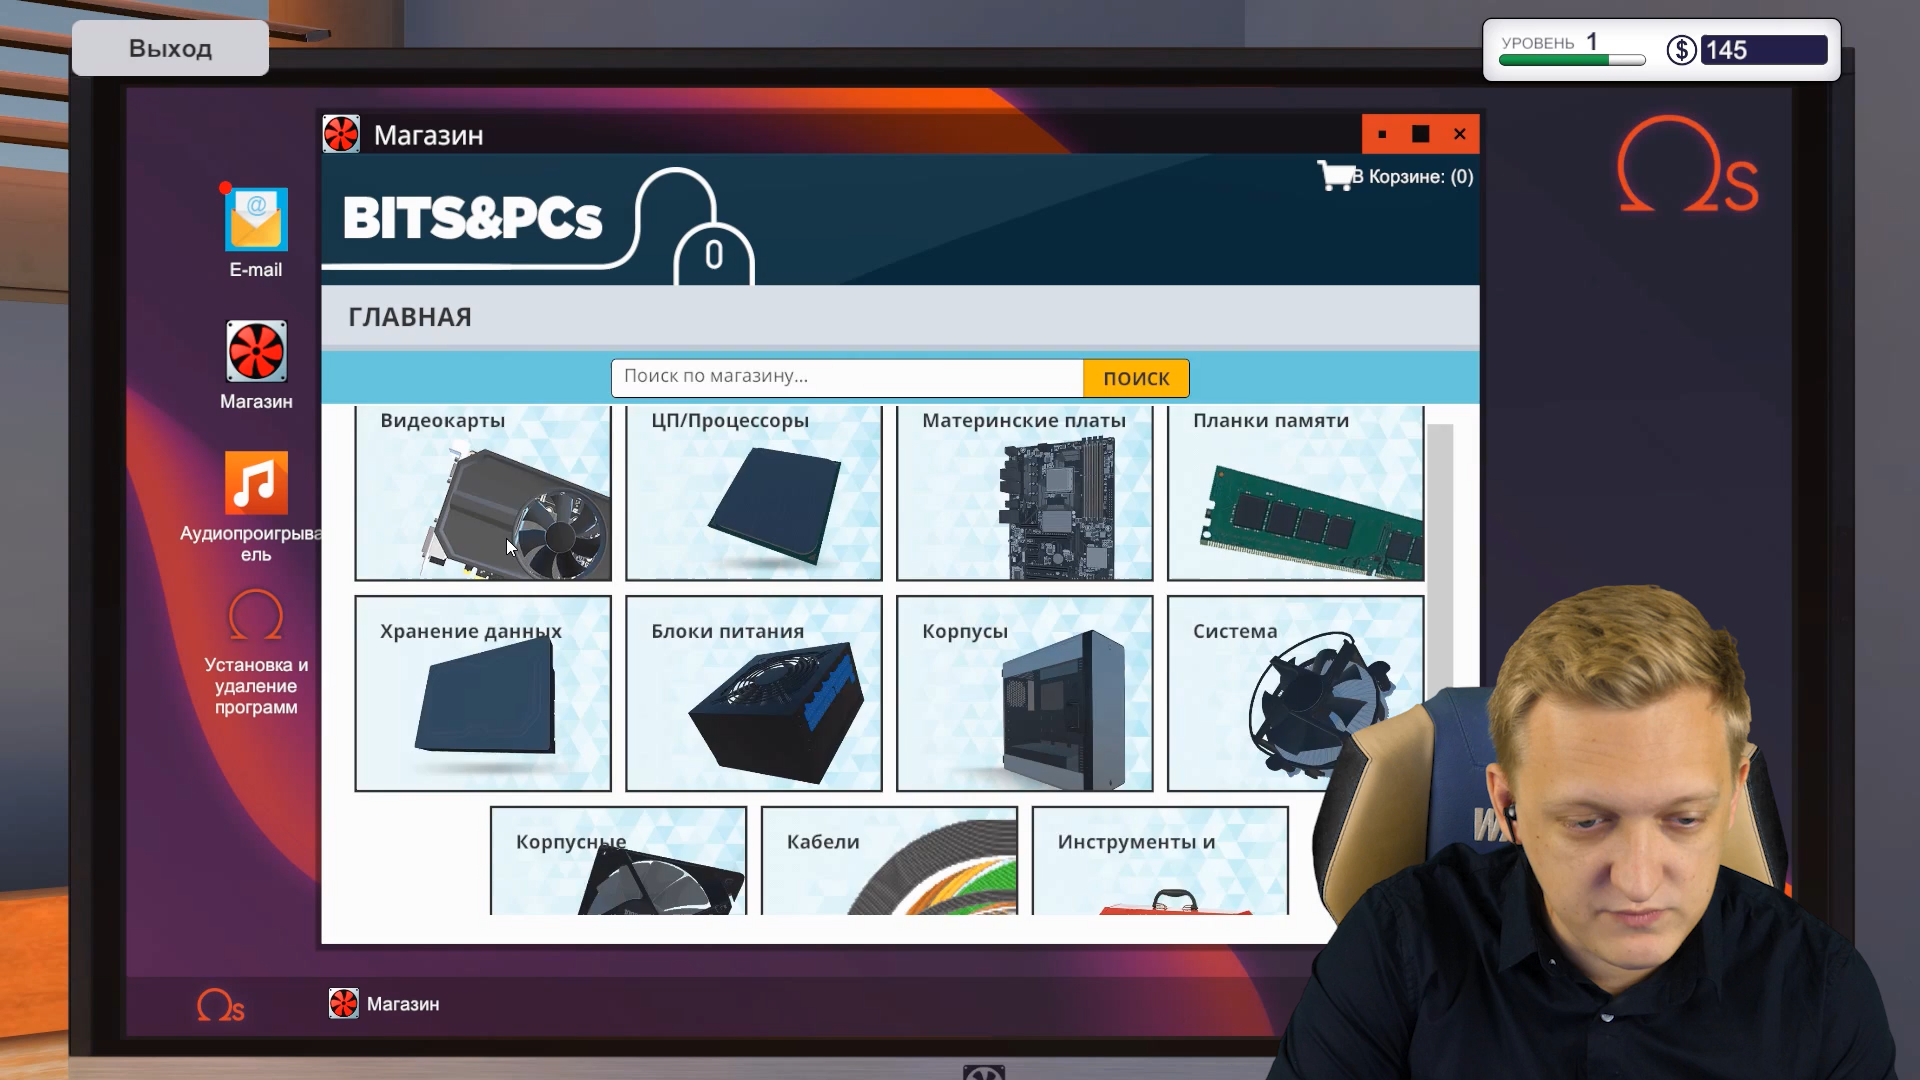 Выход
УРОВЕНЬ 1
$ 145
Магазин
В Корзине: (0)
BITS&PCs
ГЛАВНАЯ
Поиск по магазину...
ПОИСК
E-mail
Магазин
Аудиопроигрыва
ель
Установка и
удаление
программ
Видеокарты
ЦП/Процессоры
Материнские платы
Планки памяти
Хранение данных
Блоки питания
Корпусы
Система
Корпусные
Кабели
Инструменты и
Ωs
Ωs
Магазин